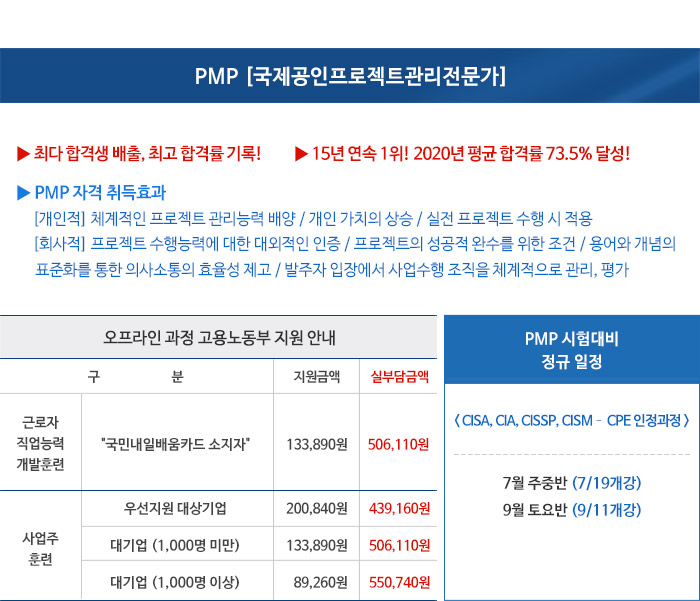 PMP [국제공인프로젝트관리전문가]
▶ 최다 합격생 배출, 최고 합격률 기록! ▶ 15년 연속 1위! 2020년 평균 합격률 73.5% 달성!
▶ PMP 자격 취득효과
[개인적] 체계적인 프로젝트 관리능력 배양 / 개인 가치의 상승 / 실전 프로젝트 수행 시 적용
[회사적] 프로젝트 수행능력에 대한 대외적인 인증 / 프로젝트의 성공적 완수를 위한 조건 / 용어와 개념의
표준화를 통한 의사소통의 효율성 제고 / 발주자 입장에서 사업수행 조직을 체계적으로 관리, 평가
오프라인 과정 고용노동부 지원 안내
구 분 지원금액 실부담금액
근로자
직업능력
개발훈련
"국민내일배움카드 소지자" 133,890원 506,110원
사업주
훈련
우선지원 대상기업 200,840원 439,160원
대기업 (1,000명 미만) 133,890원 506,110원
대기업 (1,000명 이상) 89,260원 550,740원
PMP 시험대비
정규 일정
< CISA, CIA, CISSP, CISM - CPE 인정과정 >
7월 주중반 (7/19개강)
9월 토요반 (9/11개강)